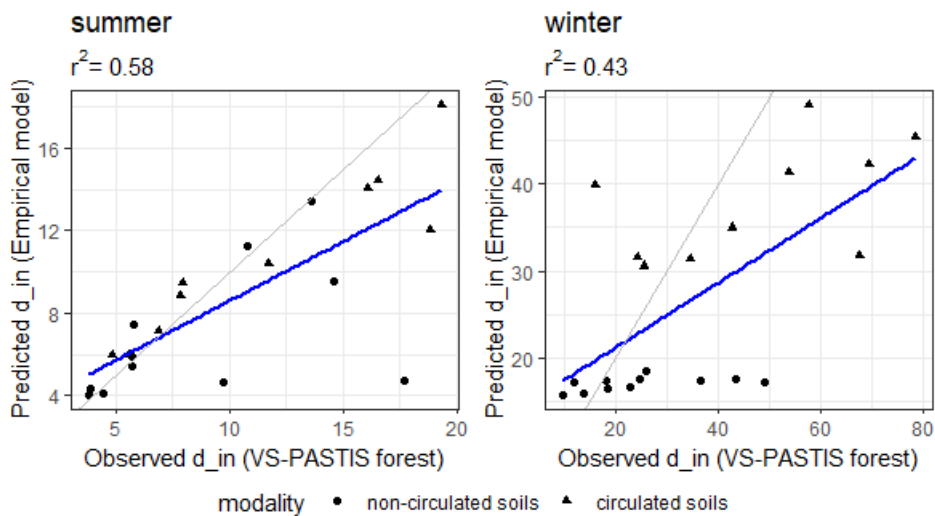 summer
r²= 0.58
Predicted d_in (Empirical model)
16
12
8
4
5
10
15
20
Observed d_in (VS-PASTIS forest)
winter
r²= 0.43
Predicted d_in (Empirical model)
50
40
30
20
20
40
60
80
Observed d_in (VS-PASTIS forest)
modality non-circulated soils circulated soils